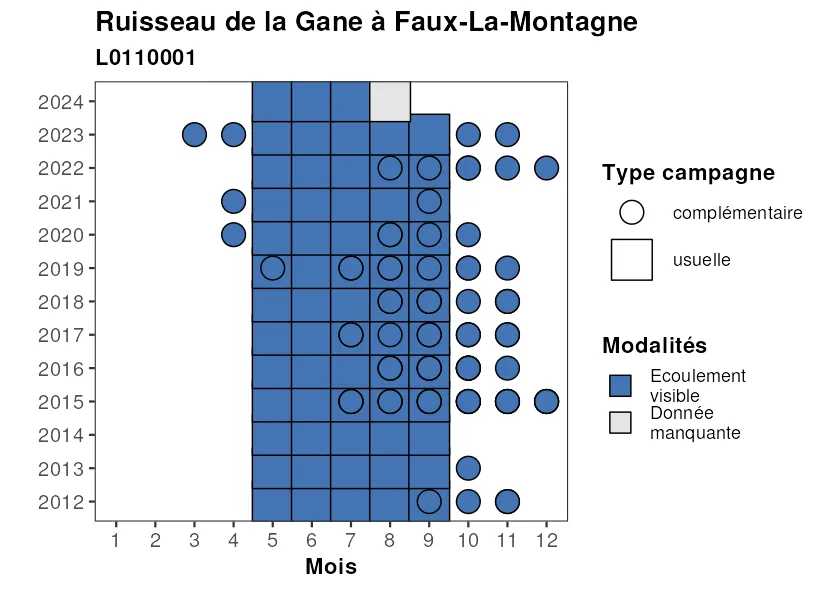 Ruisseau de la Gane à Faux-La-Montagne
L0110001
2024
2023
2022
2021
2020
2019
2018
2017
2016
2015
2014
2013
2012
1 2 3 4 5 6 7 8 9 10 11 12
Mois
Type campagne
complémentaire
usuelle
Modalités
Ecoulement
visible
Donnée
manquante